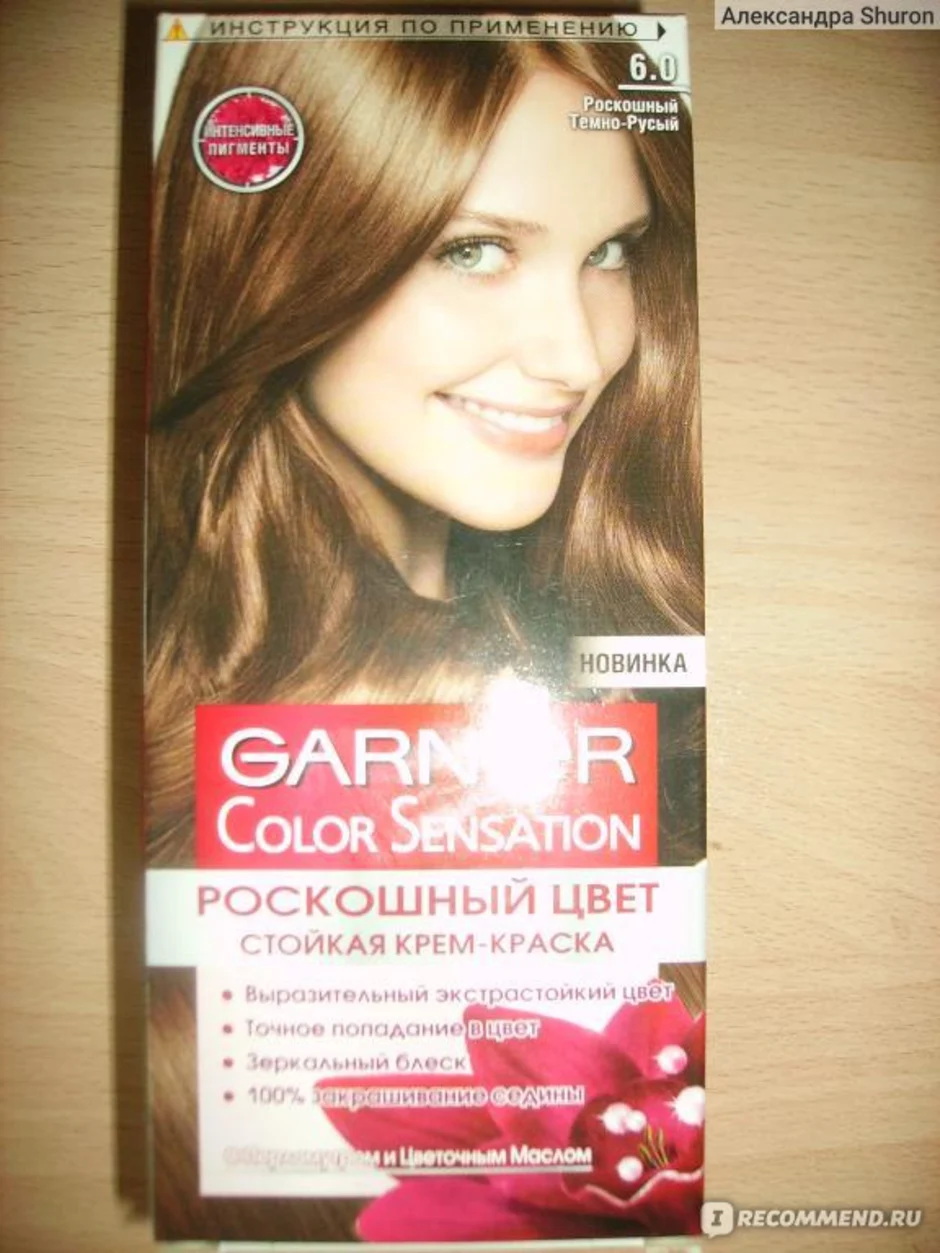 Александра Shuron
ИНСТРУКЦИЯ ПО ПРИМЕНЕНИЮ
6.0
Роскошный
Темно-Русый
ИНТЕНСИВНЫЕ
ПИГМЕНТЫ
НОВИНКА
GARNIER
COLOR SENSATION
РОСКОШНЫЙ ЦВЕТ
СТОЙКАЯ КРЕМ-КРАСКА
• Выразительный экстрастойкий цвет
• Точное попадание в цвет
• Зеркальный блеск
• 100% закрашивание седины
и Цветочным Маслом
I RECOMMEND.RU